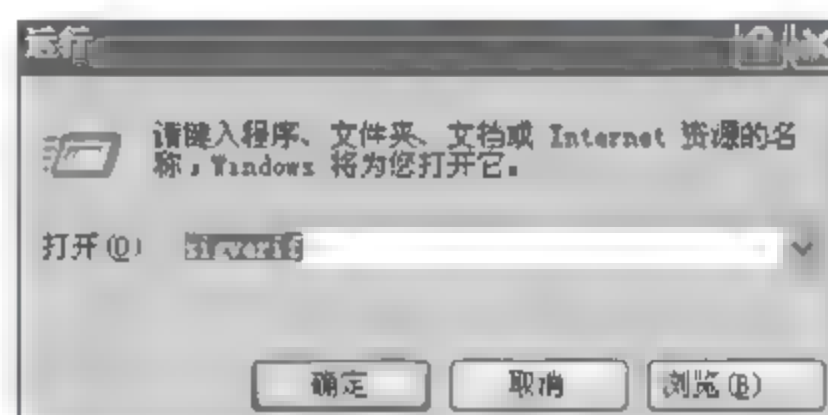 运行
请键入程序、文件夹、文档或 Internet 资源的名
称，Windows 将为您打开它。
打开(O)
sigverif
确定
取消
浏览(B)